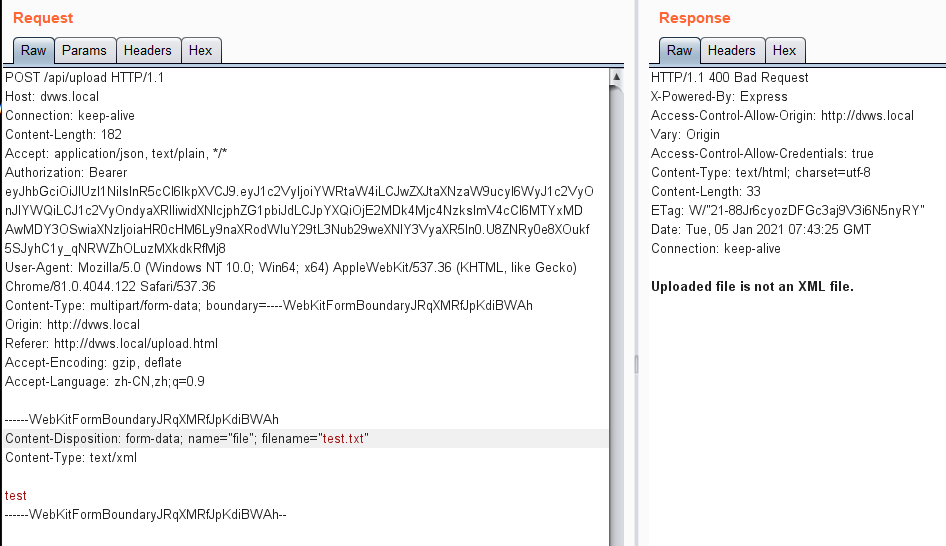 Request
Raw Params Headers Hex
POST /api/upload HTTP/1.1
Host: dvws.local
Connection: keep-alive
Content-Length: 182
Accept: application/json, text/plain, */*
Authorization: Bearer
User-Agent: Mozilla/5.0 (Windows NT 10.0; Win64; x64) AppleWebKit/537.36 (KHTML, like Gecko)
Chrome/81.0.4044.122 Safari/537.36
Content-Type: multipart/form-data; boundary=----WebKitFormBoundaryJRqXMRfJpKdiBWAh
Origin: http://dvws.local
Referer: http://dvws.local/upload.html
Accept-Encoding: gzip, deflate
Accept-Language: zh-CN,zh;q=0.9
------WebKitFormBoundaryJRqXMRfJpKdiBWAh
Content-Disposition: form-data; name="file"; filename="test.txt"
Content-Type: text/xml
test
------WebKitFormBoundaryJRqXMRfJpKdiBWAh--
Response
Raw Headers Hex
HTTP/1.1 400 Bad Request
X-Powered-By: Express
Access-Control-Allow-Origin: http://dvws.local
Vary: Origin
Access-Control-Allow-Credentials: true
Content-Type: text/html; charset=utf-8
Content-Length: 33
ETag: W/"21-88Jr6cyozDFGc3aj9V3i6N5nyRY"
Date: Tue, 05 Jan 2021 07:43:25 GMT
Connection: keep-alive
Uploaded file is not an XML file.